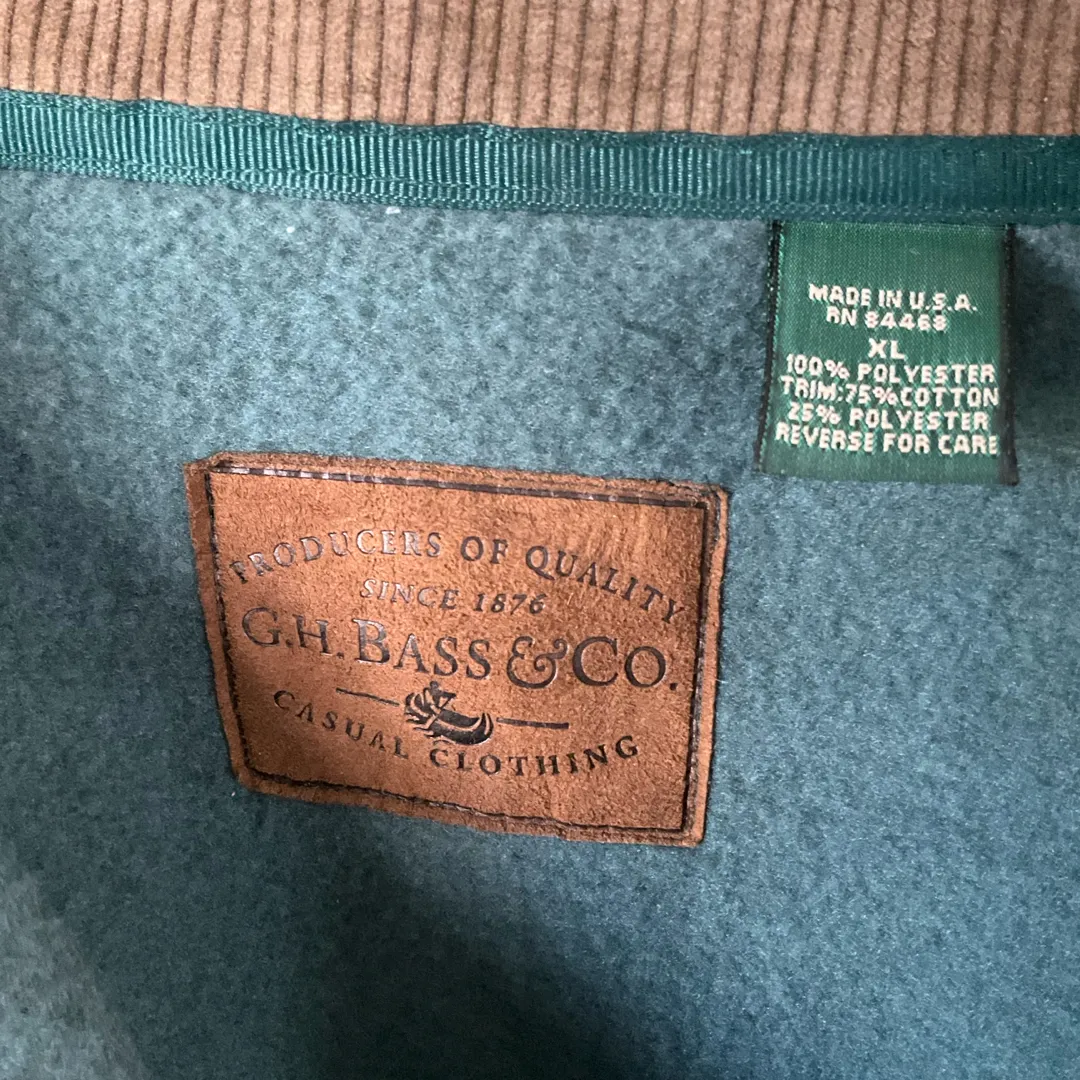 MADE IN U.S.A.
RN 84468
XL
100% POLYESTER
TRIM:75%COTTON
25% POLYESTER
REVERSE FOR CARE
PRODUCERS OF QUALITY
SINCE 1876
G.H. BASS & CO.
CASUAL CLOTHING